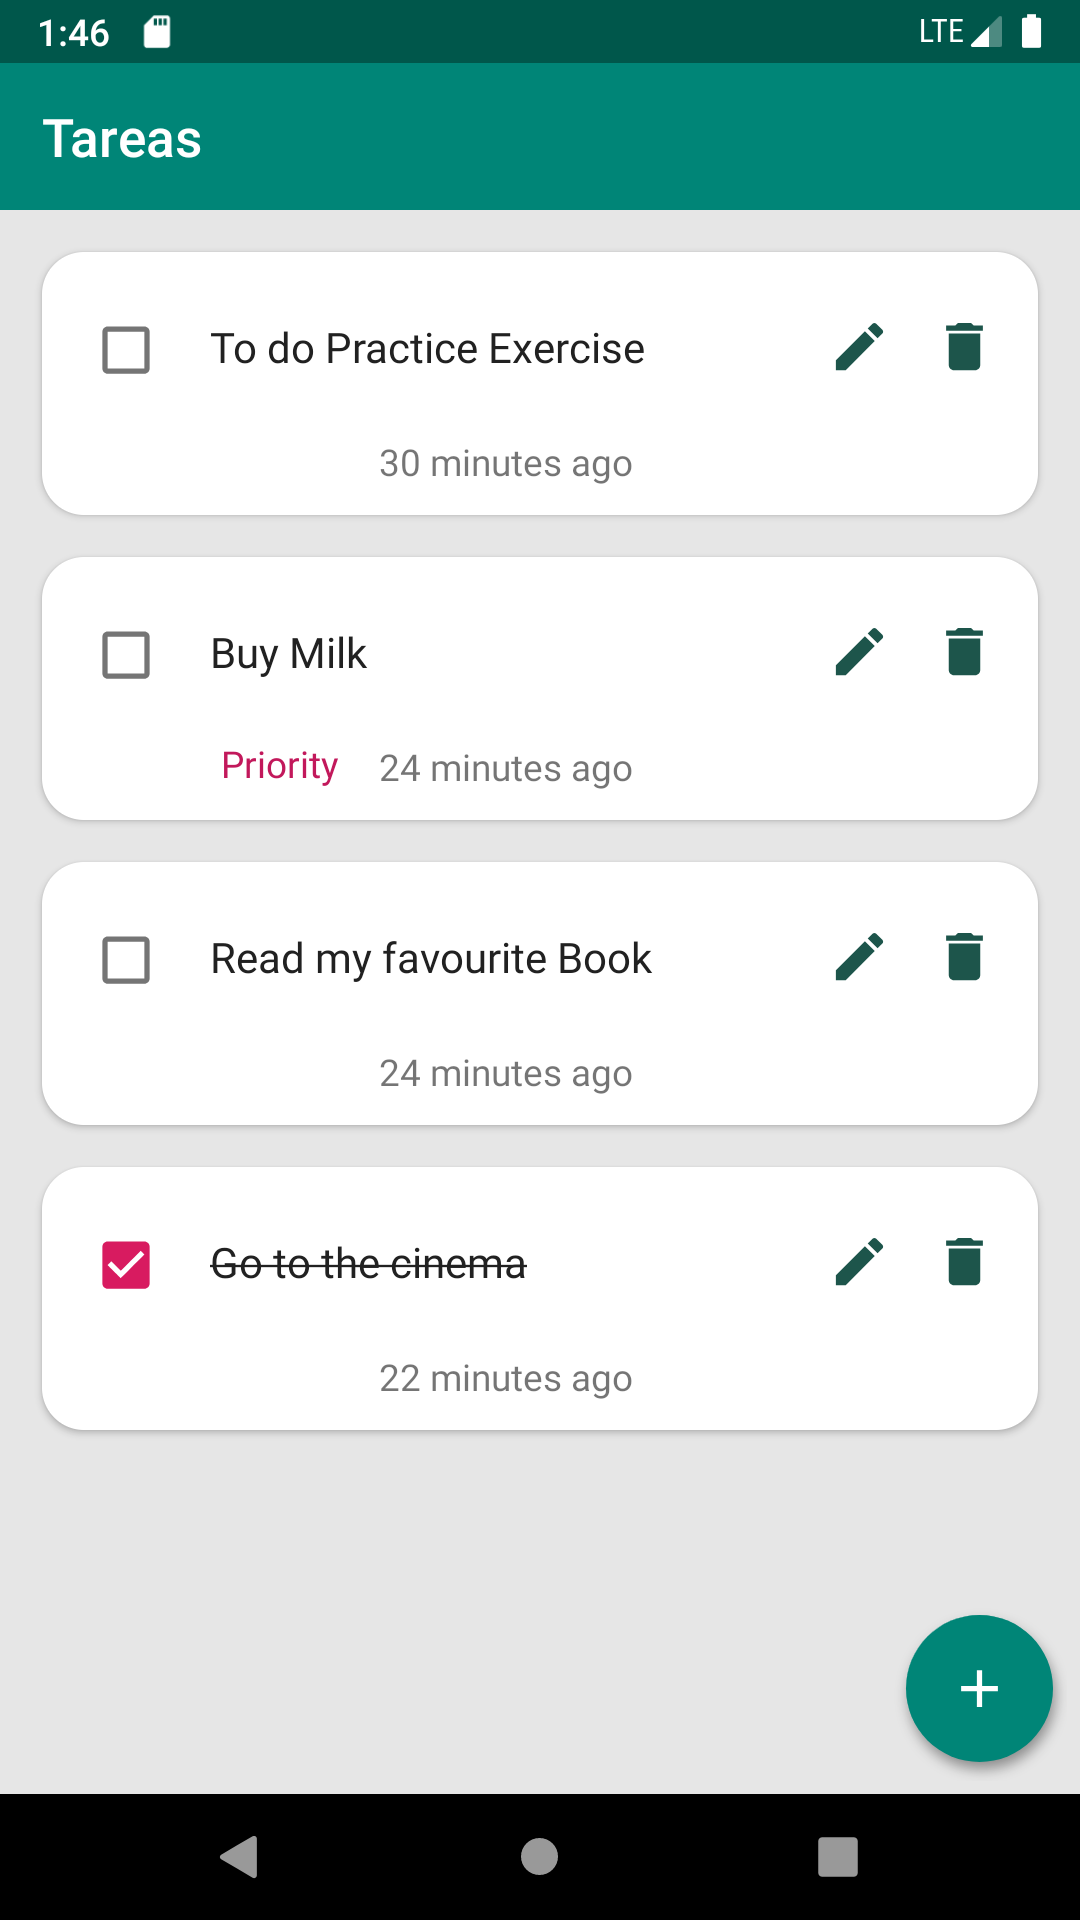 1:46 LTE
Tareas
To do Practice Exercise
30 minutes ago
Buy Milk
Priority 24 minutes ago
Read my favourite Book
24 minutes ago
Go to the cinema
22 minutes ago